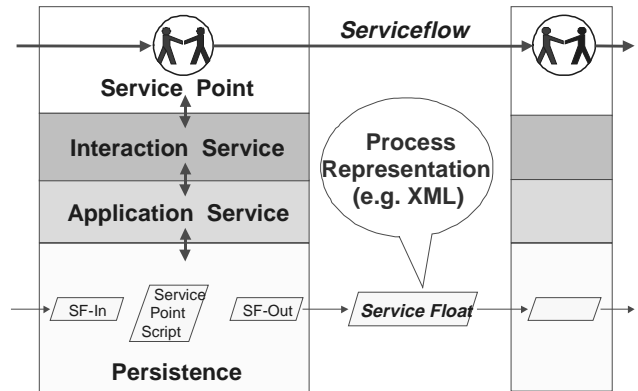 Serviceflow
Service Point
Interaction Service
Application Service
Process
Representation
(e.g. XML)
SF-In
Service
Point
Script
SF-Out
Service Float
Persistence